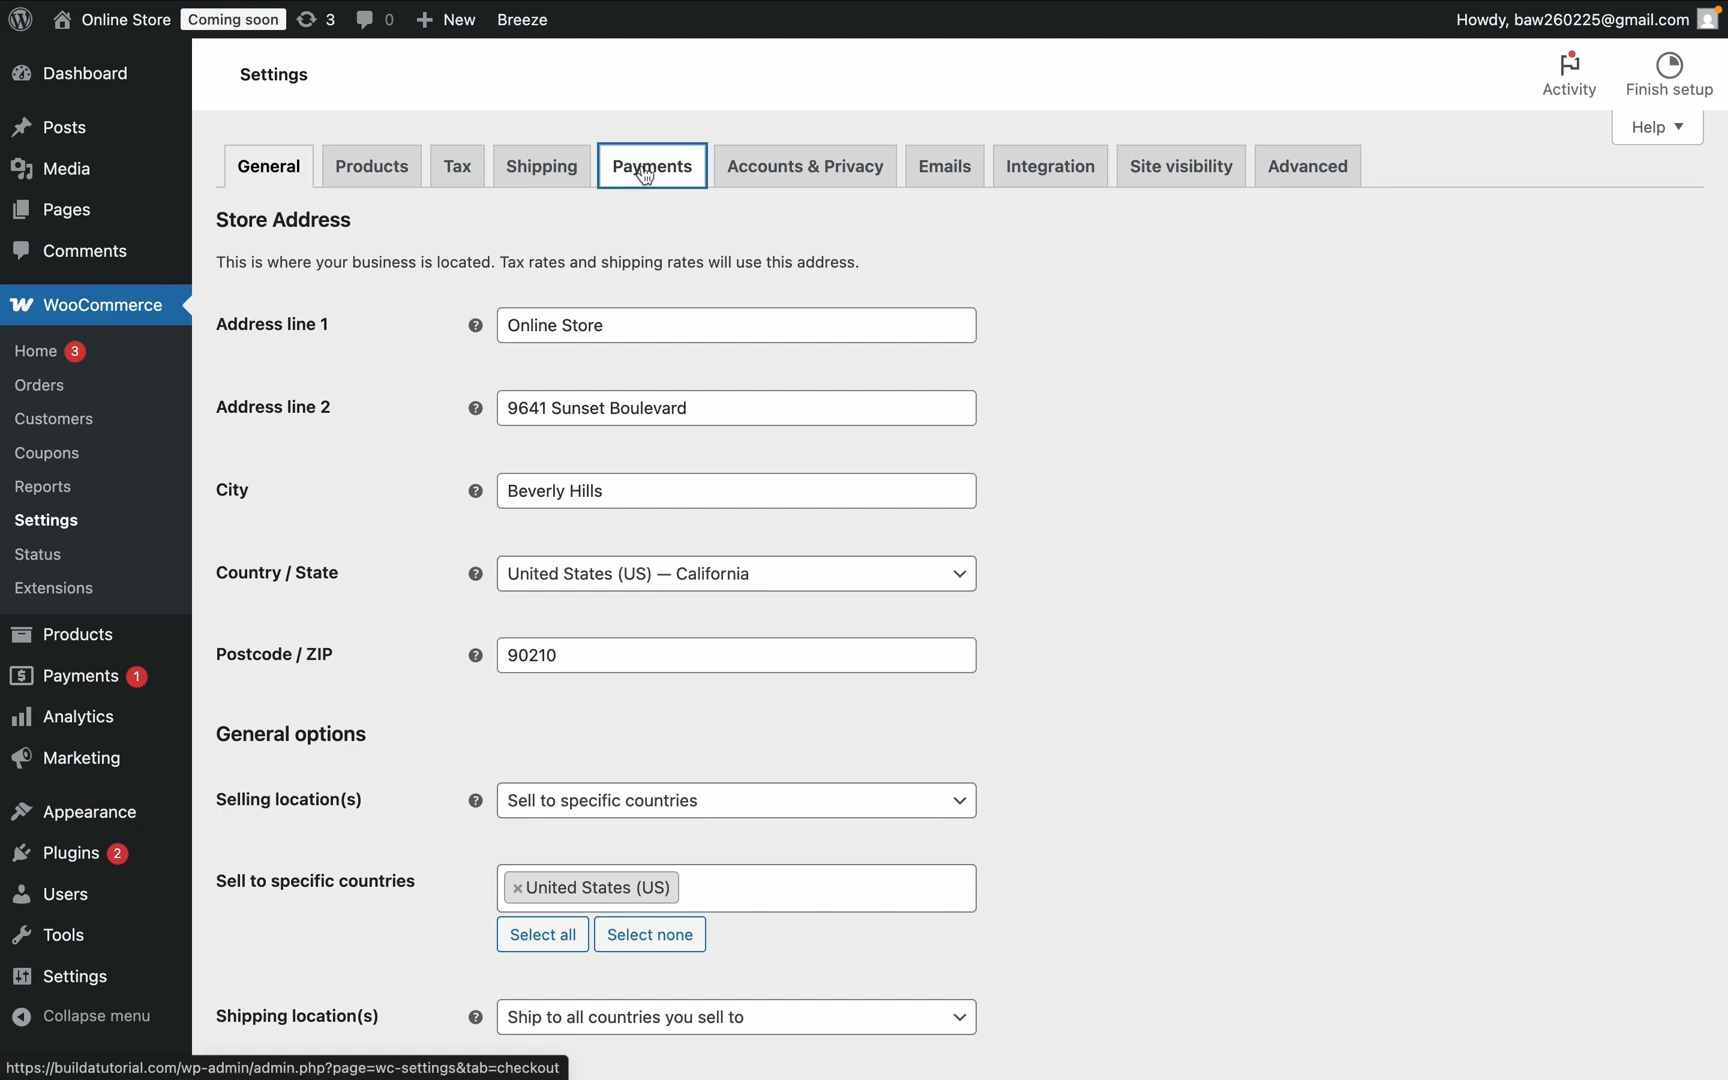 Online Store Coming soon 3 0 New Breeze Howdy, baw260225@gmail.com
Dashboard
Posts
Media
Pages
Comments
WooCommerce
Home 3
Orders
Customers
Coupons
Reports
Settings
Status
Extensions
Products
Payments 1
Analytics
Marketing
Appearance
Plugins 2
Users
Tools
Settings
Collapse menu
Settings
Activity
Finish setup
Help
General Products Tax Shipping Payments Accounts & Privacy Emails Integration Site visibility Advanced
Store Address
This is where your business is located. Tax rates and shipping rates will use this address.
Address line 1 Online Store
Address line 2 9641 Sunset Boulevard
City Beverly Hills
Country / State United States (US) — California
Postcode / ZIP 90210
General options
Selling location(s) Sell to specific countries
Sell to specific countries ×United States (US)
Select all Select none
Shipping location(s) Ship to all countries you sell to
https://buildatutorial.com/wp-admin/admin.php?page=wc-settings&tab=checkout